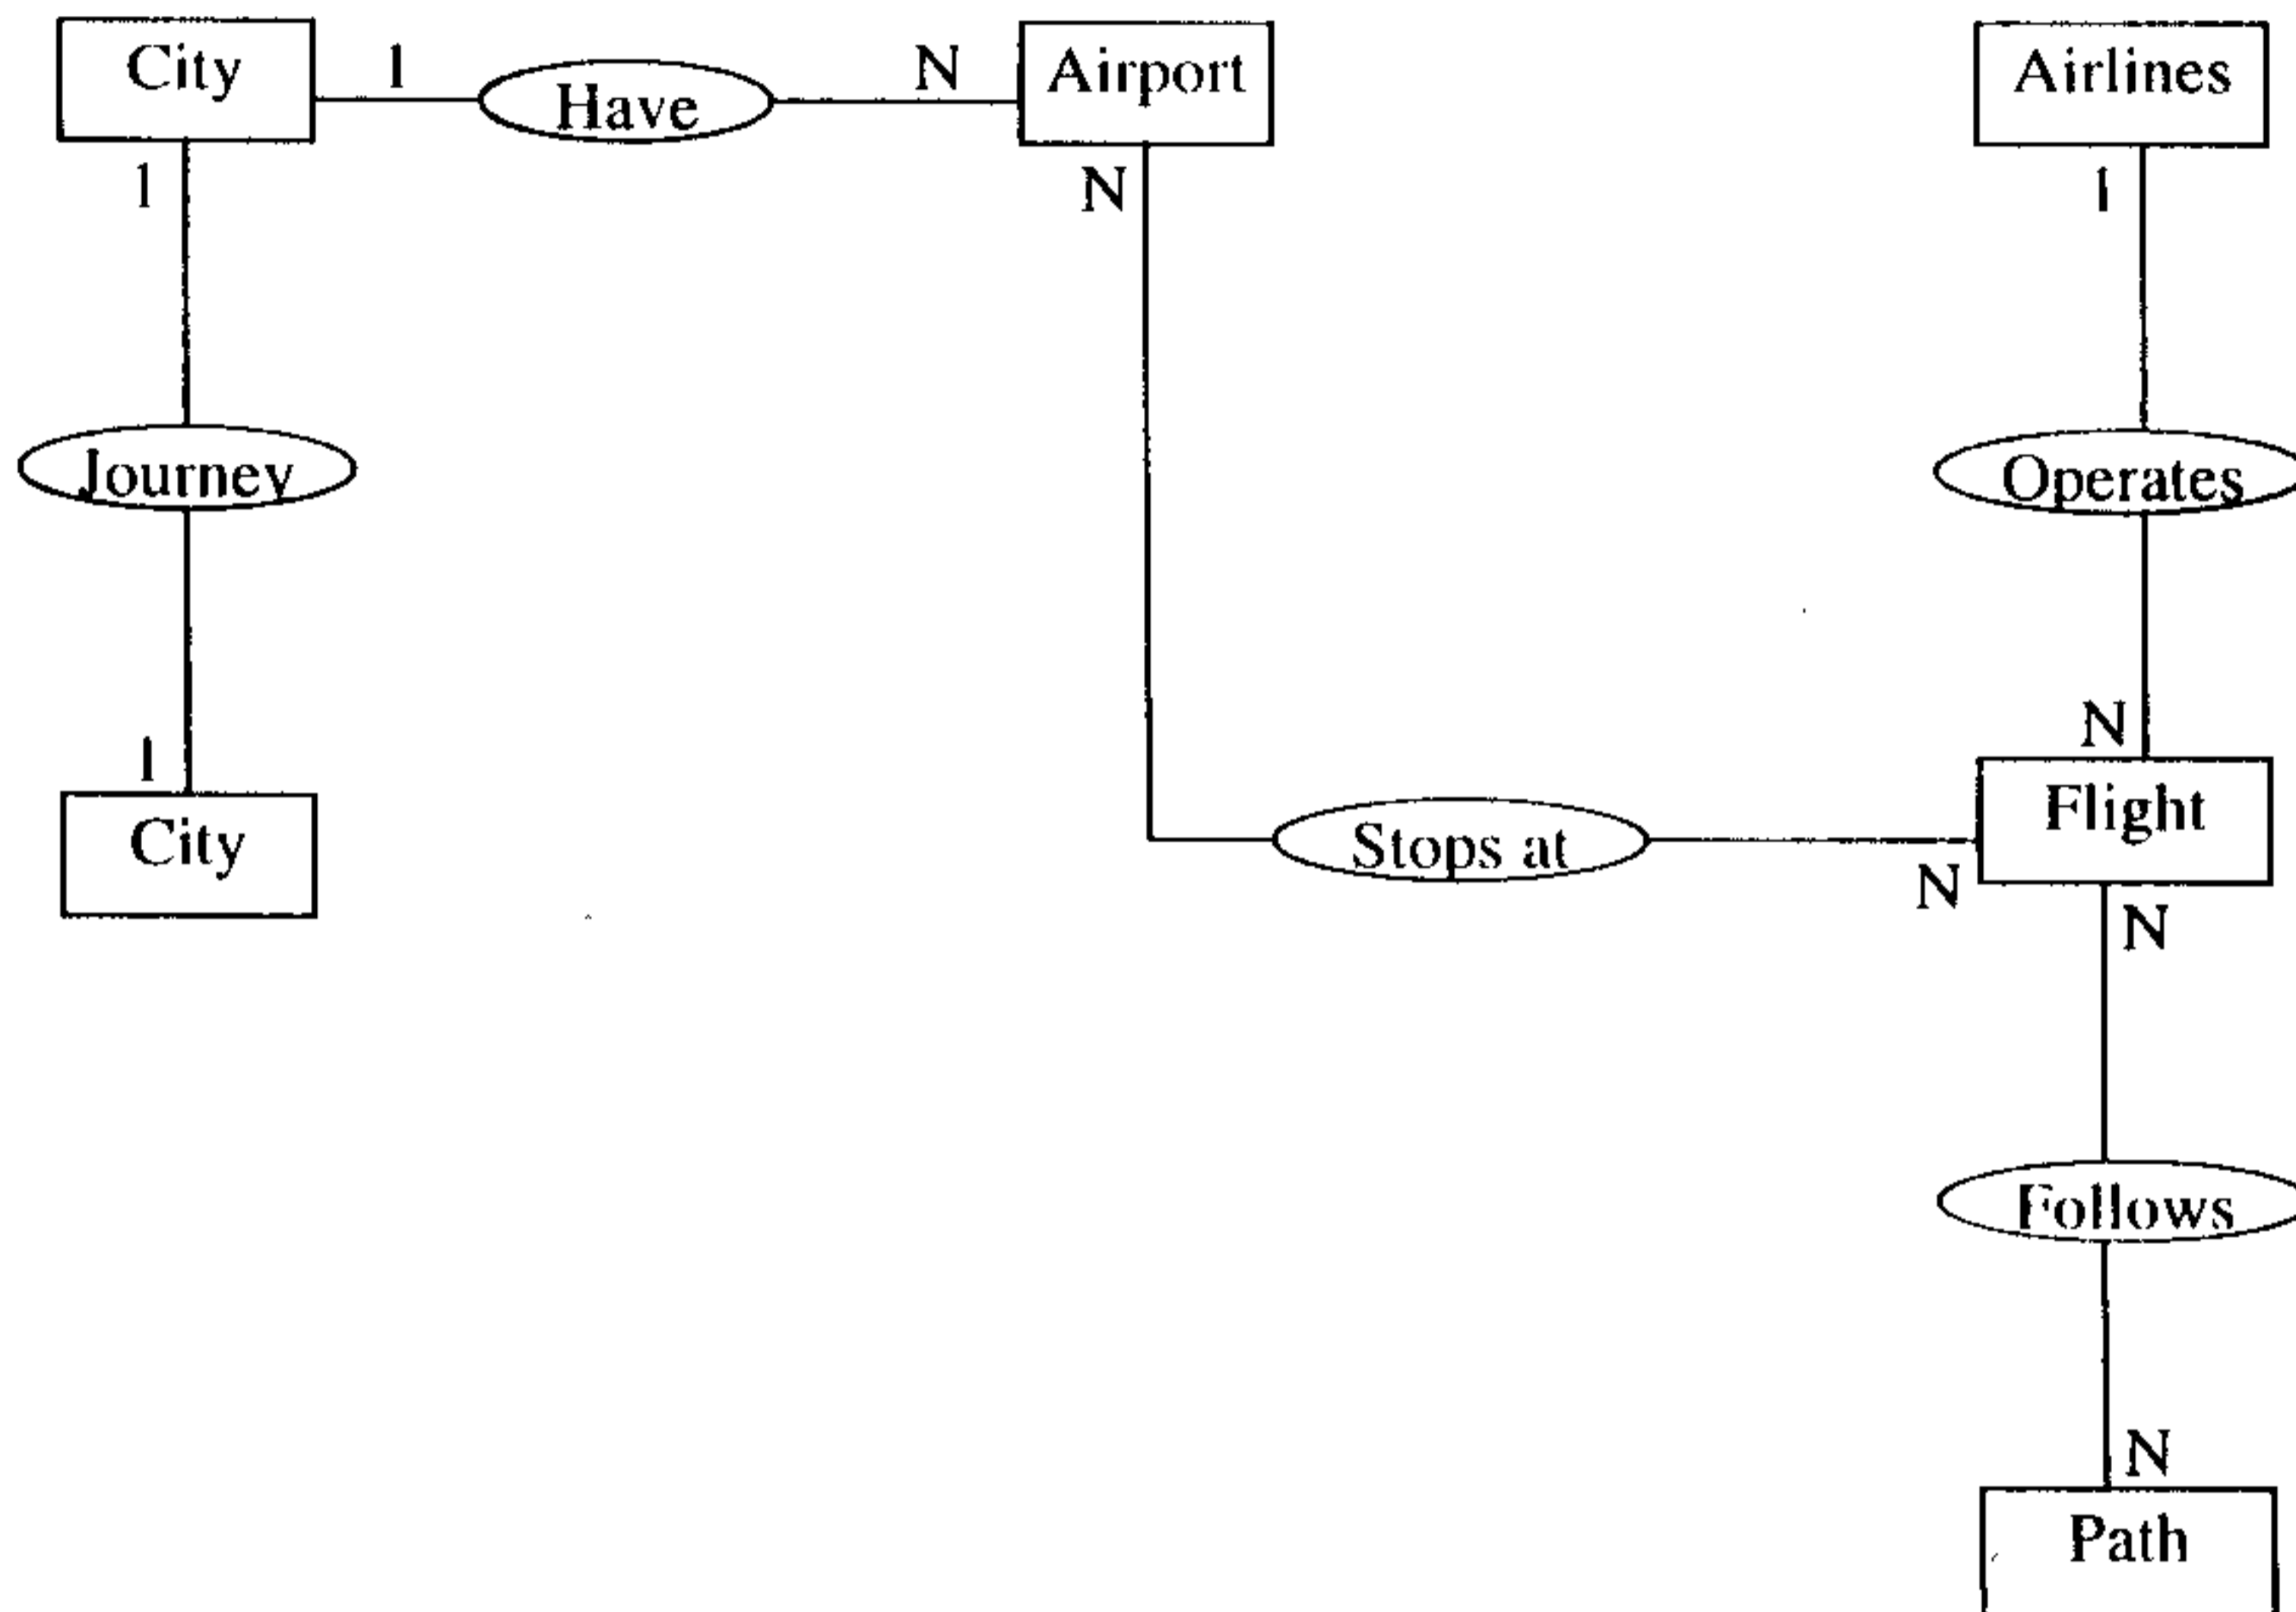 City
1
Have
N
Airport
Airlines
1
N
1
Journey
Operates
1
N
City
Stops at
Flight
N
N
Follows
N
Path